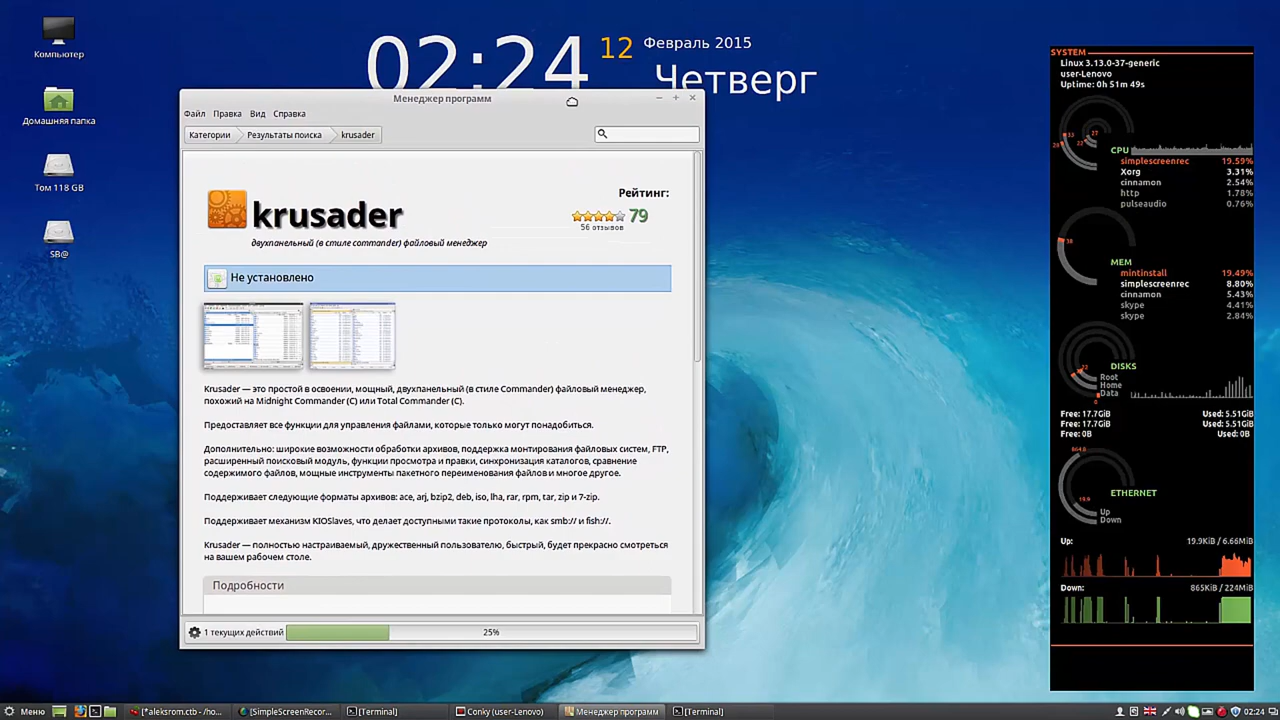 Компьютер
Домашняя папка
Том 118 GB
SB@
02:24
12
Февраль 2015
Четверг
Менеджер программ
Файл Правка Вид Справка
Категории Результаты поиска krusader
krusader
двухпанельный (в стиле commander) файловый менеджер
Рейтинг:
79
56 отзывов
Не установлено
Krusader — это простой в освоении, мощный, двухпанельный (в стиле Commander) файловый менеджер,
похожий на Midnight Commander (C) или Total Commander (C).
Предоставляет все функции для управления файлами, которые только могут понадобиться.
Дополнительно: широкие возможности обработки архивов, поддержка монтирования файловых систем, FTP,
расширенный поисковый модуль, функции просмотра и правки, синхронизация каталогов, сравнение
содержимого файлов, мощные инструменты пакетного переименования файлов и многое другое.
Поддерживает следующие форматы архивов: ace, arj, bzip2, deb, iso, lha, rar, rpm, tar, zip и 7-zip.
Поддерживает механизм KIOSlaves, что делает доступными такие протоколы, как smb:// и fish://.
Krusader — полностью настраиваемый, дружественный пользователю, быстрый, будет прекрасно смотреться
на вашем рабочем столе.
Подробности
1 текущих действий 25%
SYSTEM
Linux 3.13.0-37-generic
user-Lenovo
Uptime: 0h 51m 49s
CPU
simplescreenrec 19.59%
Xorg 3.31%
cinnamon 2.54%
http 1.78%
pulseaudio 0.76%
38
MEM
mintinstall 19.49%
simplescreenrec 8.80%
cinnamon 5.43%
skype 4.41%
skype 2.84%
DISKS
Root
Home
Data
Free: 17.7GiB Used: 5.51GiB
Free: 17.7GiB Used: 5.51GiB
Free: 0B Used: 0B
ETHERNET
Up
Down
Up: 19.9KiB / 6.66MiB
Down: 865KiB / 224MiB
Меню [*aleksrom.ctb - /ho... [SimpleScreenRecor... [Terminal] Conky (user-Lenovo) Менеджер программ [Terminal] 02:24